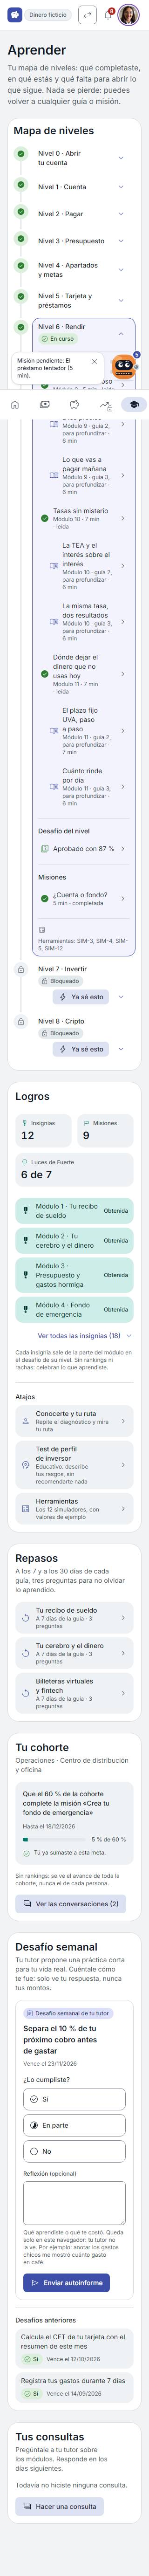 Dinero ficticio
8
Aprender
Tu mapa de niveles: qué completaste,
en qué estás y qué falta para abrir lo
que sigue. Nada se pierde: puedes
volver a cualquier guía o misión.
Mapa de niveles
Nivel 0 · Abrir
tu cuenta
Nivel 1 · Cuenta
Nivel 2 · Pagar
Nivel 3 · Presupuesto
Nivel 4 · Apartados
y metas
Nivel 5 · Tarjeta y
préstamos
Nivel 6 · Rendir
En curso
Misión pendiente: El
préstamo tentador (5
min).
5
Módulo 9 · guía 2,
para profundizar ·
6 min
Lo que vas a
pagar mañana
Módulo 9 · guía 3,
para profundizar ·
6 min
Tasas sin misterio
Módulo 10 · 7 min
· leída
La TEA y el
interés sobre el
interés
Módulo 10 · guía 2,
para profundizar ·
6 min
La misma tasa,
dos resultados
Módulo 10 · guía 3,
para profundizar ·
6 min
Dónde dejar el
dinero que no
usas hoy
Módulo 11 · 7 min
· leída
El plazo fijo
UVA, paso
a paso
Módulo 11 · guía 2,
para profundizar ·
7 min
Cuánto rinde
por día
Módulo 11 · guía 3,
para profundizar ·
6 min
Desafío del nivel
Aprobado con 87 %
Misiones
¿Cuenta o fondo?
5 min · completada
Herramientas: SIM-3, SIM-4, SIM-
5, SIM-12
Nivel 7 · Invertir
Bloqueado
Ya sé esto
Nivel 8 · Cripto
Bloqueado
Ya sé esto
Logros
Insignias
12
Misiones
9
Luces de Fuerte
6 de 7
Módulo 1 · Tu recibo
de sueldo
Obtenida
Módulo 2 · Tu
cerebro y el dinero
Obtenida
Módulo 3 ·
Presupuesto y
gastos hormiga
Obtenida
Módulo 4 · Fondo
de emergencia
Obtenida
Ver todas las insignias (18)
Cada insignia sale de la parte del módulo en
el desafío de su nivel. Sin rankings ni
rachas: celebran lo que aprendiste.
Atajos
Conocerte y tu ruta
Repite el diagnóstico y mira
tu ruta
Test de perfil
de inversor
Educativo: describe
tus rasgos, sin
recomendarte nada
Herramientas
Los 12 simuladores, con
valores de ejemplo
Repasos
A los 7 y a los 30 días de cada
guía, tres preguntas para no olvidar
lo aprendido.
Tu recibo de sueldo
A 7 días de la guía · 3
preguntas
Tu cerebro y el dinero
A 7 días de la guía · 3
preguntas
Billeteras virtuales
y fintech
A 7 días de la guía · 3
preguntas
Tu cohorte
Operaciones · Centro de distribución
y oficina
Que el 60 % de la cohorte
complete la misión «Crea tu
fondo de emergencia»
Hasta el 18/12/2026
5 % de 60 %
Tú ya sumaste a esta meta.
Sin rankings: se ve el avance de toda la
cohorte, nunca el de cada persona.
Ver las conversaciones (2)
Desafío semanal
Tu tutor propone una práctica corta
para tu vida real. Cuéntale cómo
te fue: solo ve tu respuesta, nunca
tus montos.
Desafío semanal de tu tutor
Separa el 10 % de tu
próximo cobro antes
de gastar
Vence el 23/11/2026
¿Lo cumpliste?
Sí
En parte
No
Reflexión (opcional)
Qué aprendiste o qué te costó. Queda
solo en este navegador: tu tutor no
la ve. Por ejemplo: anotar los gastos
chicos me mostró cuánto gasto
en café.
Enviar autoinforme
Desafíos anteriores
Calcula el CFT de tu tarjeta con el
resumen de este mes
Sí
Vence el 12/10/2026
Registra tus gastos durante 7 días
Sí
Vence el 14/09/2026
Tus consultas
Pregúntale a tu tutor sobre
los módulos. Responde en los
días siguientes.
Todavía no hiciste ninguna consulta.
Hacer una consulta